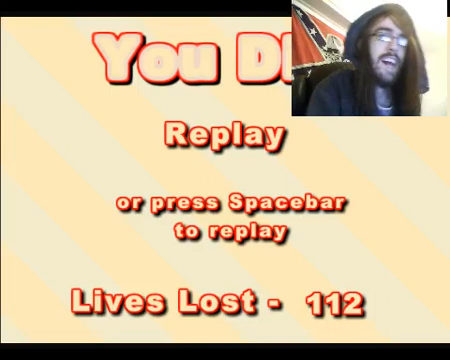 You D
Replay
or press Spacebar
to replay
Lives Lost - 112